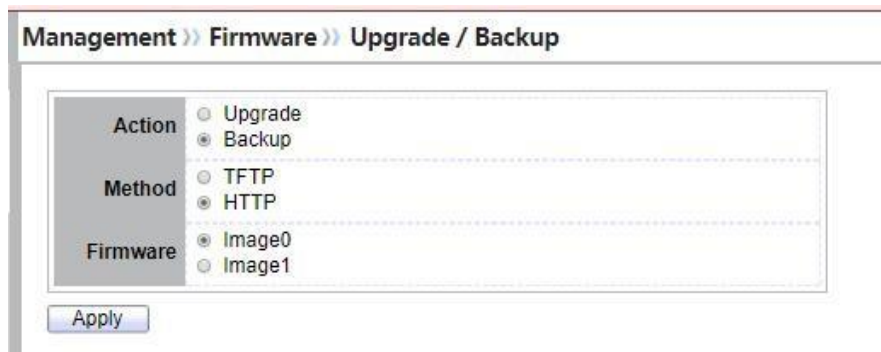 Management » Firmware » Upgrade / Backup
Action
Upgrade
Backup
Method
TFTP
HTTP
Firmware
Image0
Image1
Apply